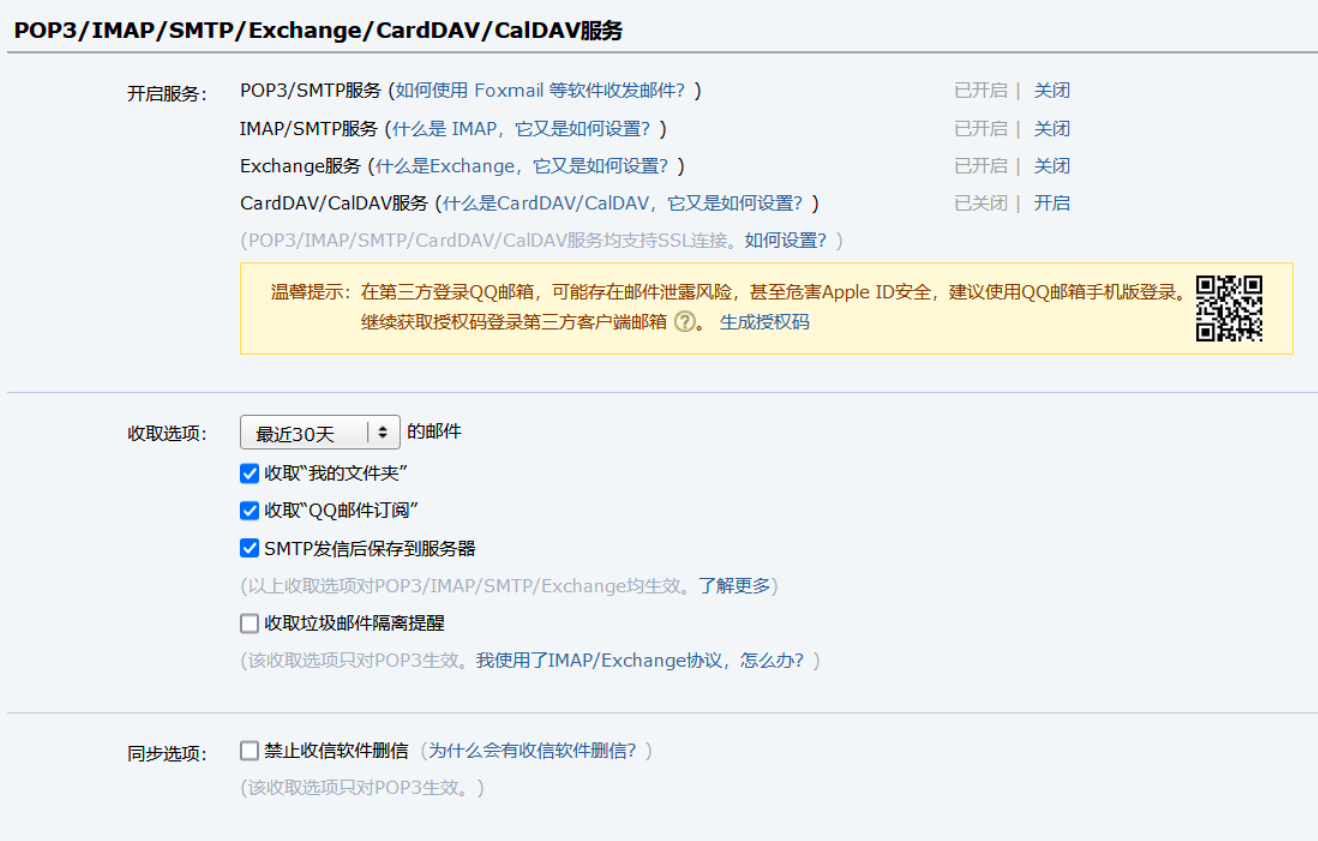 POP3/IMAP/SMTP/Exchange/CardDAV/CalDAV服务
开启服务： POP3/SMTP服务 (如何使用 Foxmail 等软件收发邮件？) 已开启 | 关闭
IMAP/SMTP服务 (什么是 IMAP，它又是如何设置？) 已开启 | 关闭
Exchange服务 (什么是Exchange，它又是如何设置？) 已开启 | 关闭
CardDAV/CalDAV服务 (什么是CardDAV/CalDAV，它又是如何设置？) 已关闭 | 开启
(POP3/IMAP/SMTP/CardDAV/CalDAV服务均支持SSL连接。如何设置？)
温馨提示： 在第三方登录QQ邮箱，可能存在邮件泄露风险，甚至危害Apple ID安全，建议使用QQ邮箱手机版登录。
继续获取授权码登录第三方客户端邮箱 ?。 生成授权码
收取选项： 最近30天 的邮件
收取“我的文件夹”
收取“QQ邮件订阅”
SMTP发信后保存到服务器
(以上收取选项对POP3/IMAP/SMTP/Exchange均生效。了解更多)
收取垃圾邮件隔离提醒
(该收取选项只对POP3生效。我使用了IMAP/Exchange协议，怎么办？)
同步选项： 禁止收信软件删信 (为什么会有收信软件删信？)
(该收取选项只对POP3生效。)